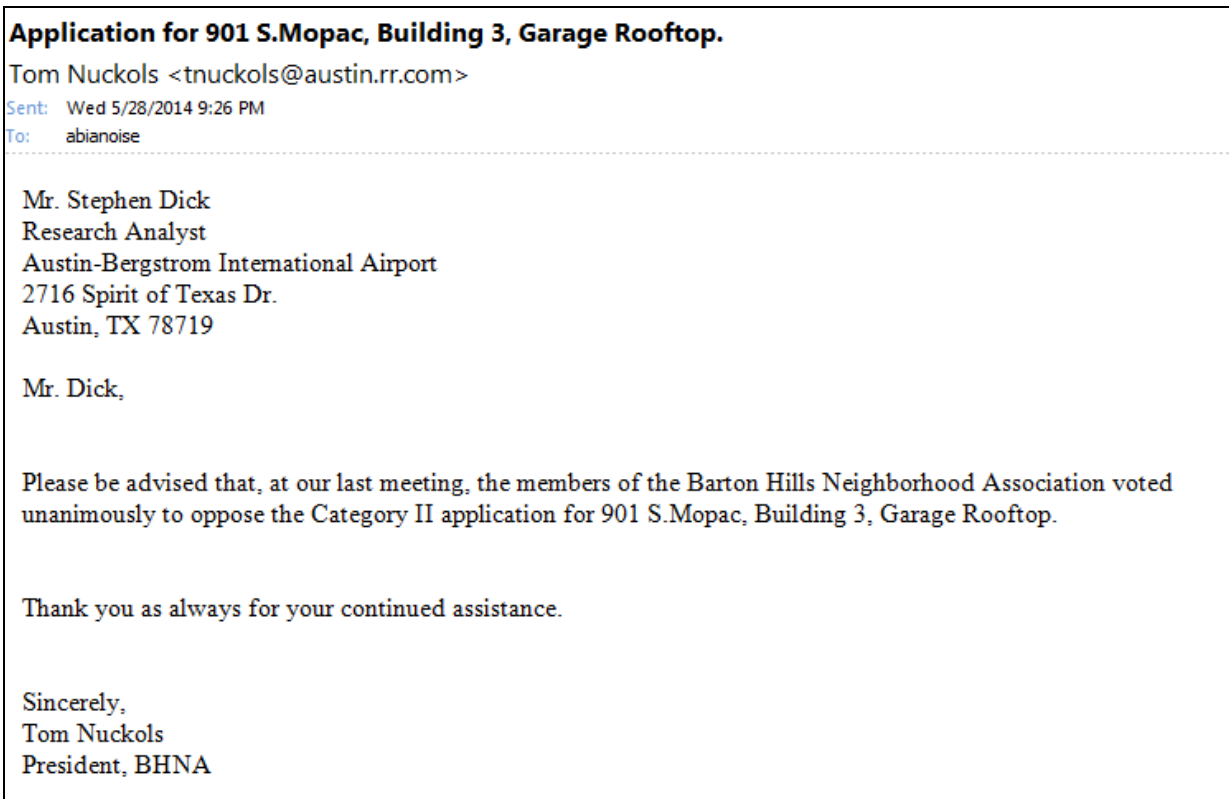 Application for 901 S.Mopac, Building 3, Garage Rooftop.
Tom Nuckols <tnuckols@austin.rr.com>
Sent: Wed 5/28/2014 9:26 PM
To: abianoise
Mr. Stephen Dick
Research Analyst
Austin-Bergstrom International Airport
2716 Spirit of Texas Dr.
Austin, TX 78719
Mr. Dick,
Please be advised that, at our last meeting, the members of the Barton Hills Neighborhood Association voted
unanimously to oppose the Category II application for 901 S.Mopac, Building 3, Garage Rooftop.
Thank you as always for your continued assistance.
Sincerely,
Tom Nuckols
President, BHNA